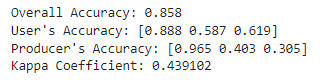 Overall Accuracy: 0.858
User's Accuracy: [0.888 0.587 0.619]
Producer's Accuracy: [0.965 0.403 0.305]
Kappa Coefficient: 0.439102